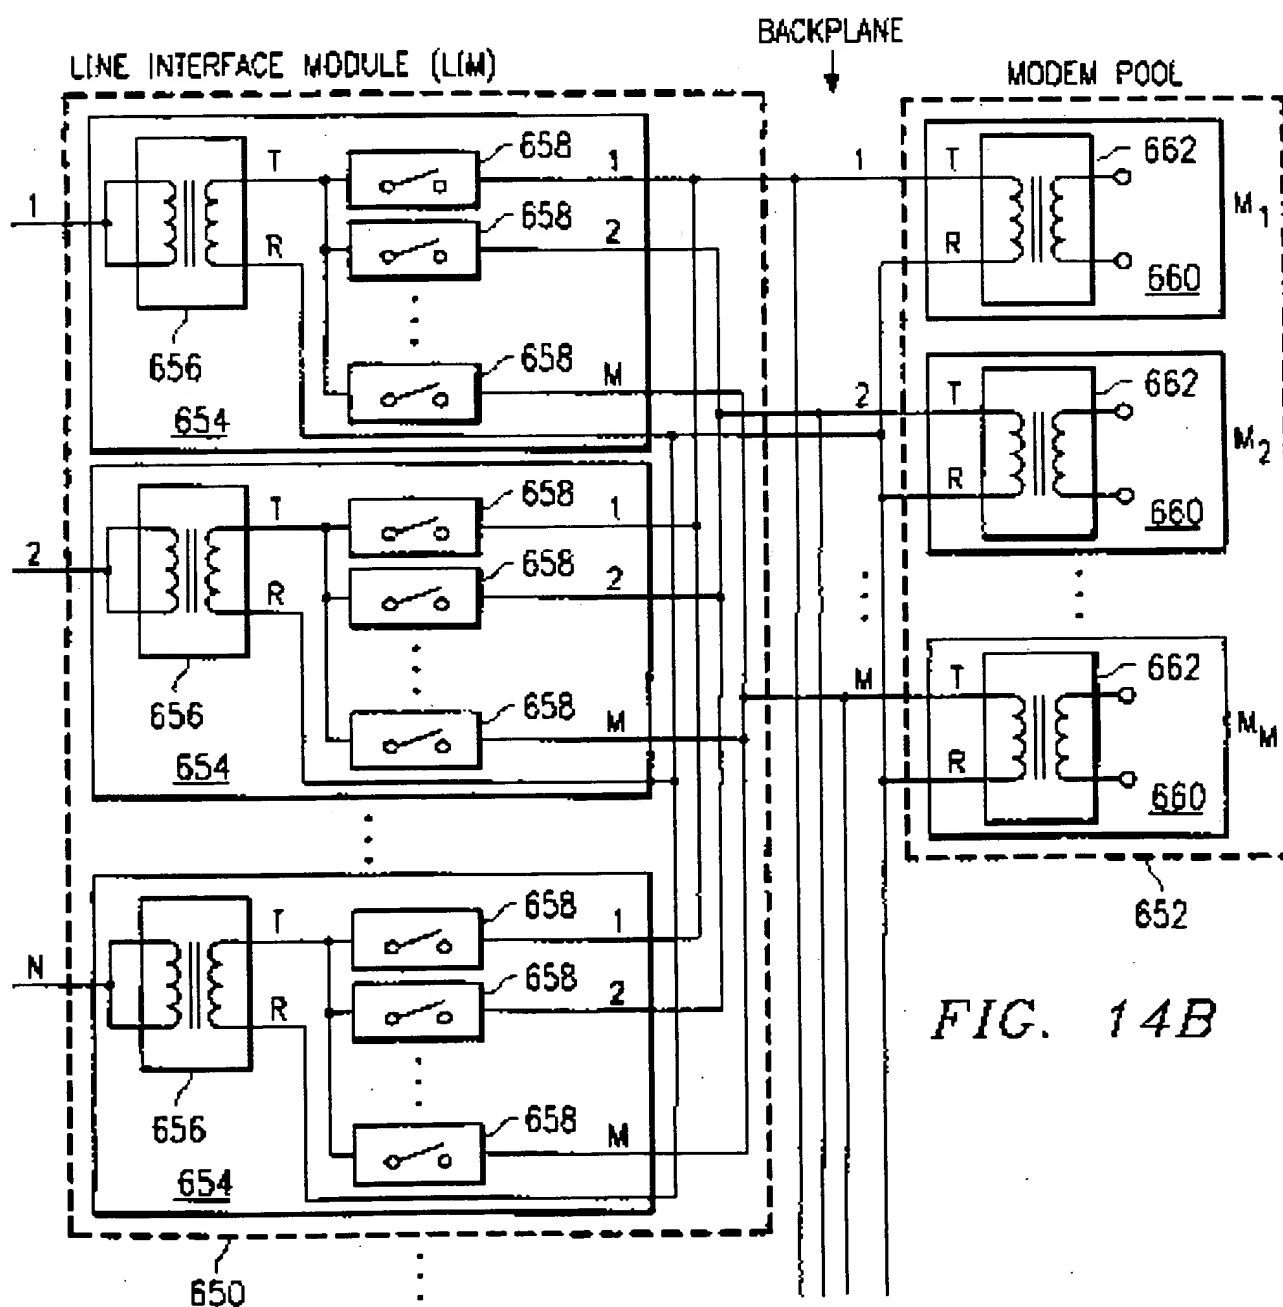 BACKPLANE
LINE INTERFACE MODULE (LIM)
MODEM POOL
1
T
R
656
654
658
1
658
2
658
M
1
T
R
662
660
M1
2
T
R
656
654
658
1
658
2
658
M
2
T
R
662
660
M2
M
T
R
662
660
MM
652
N
T
R
656
654
658
1
658
2
658
M
650
FIG. 14B